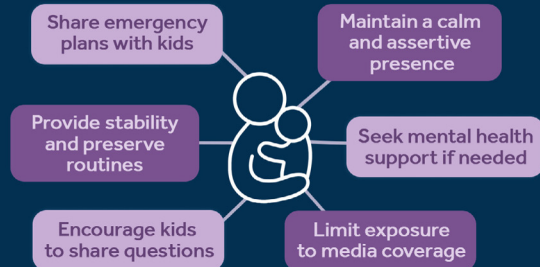 Share emergency
plans with kids
Maintain a calm
and assertive
presence
Provide stability
and preserve
routines
Seek mental health
support if needed
Encourage kids
to share questions
Limit exposure
to media coverage